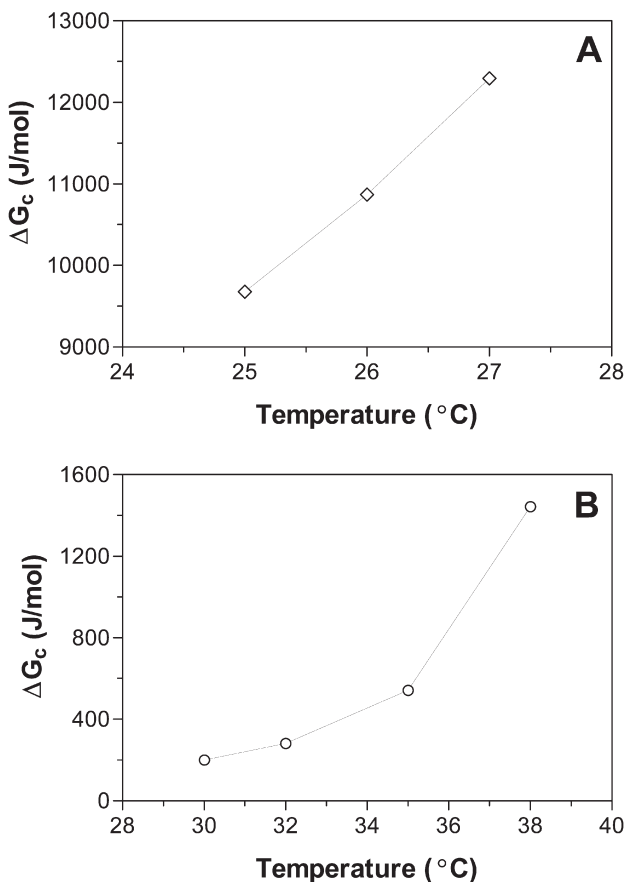 A
13000
12000
11000
10000
9000
ΔGc (J/mol)
24 25 26 27 28
Temperature (°C)
B
1600
1200
800
400
0
ΔGc (J/mol)
28 30 32 34 36 38 40
Temperature (°C)